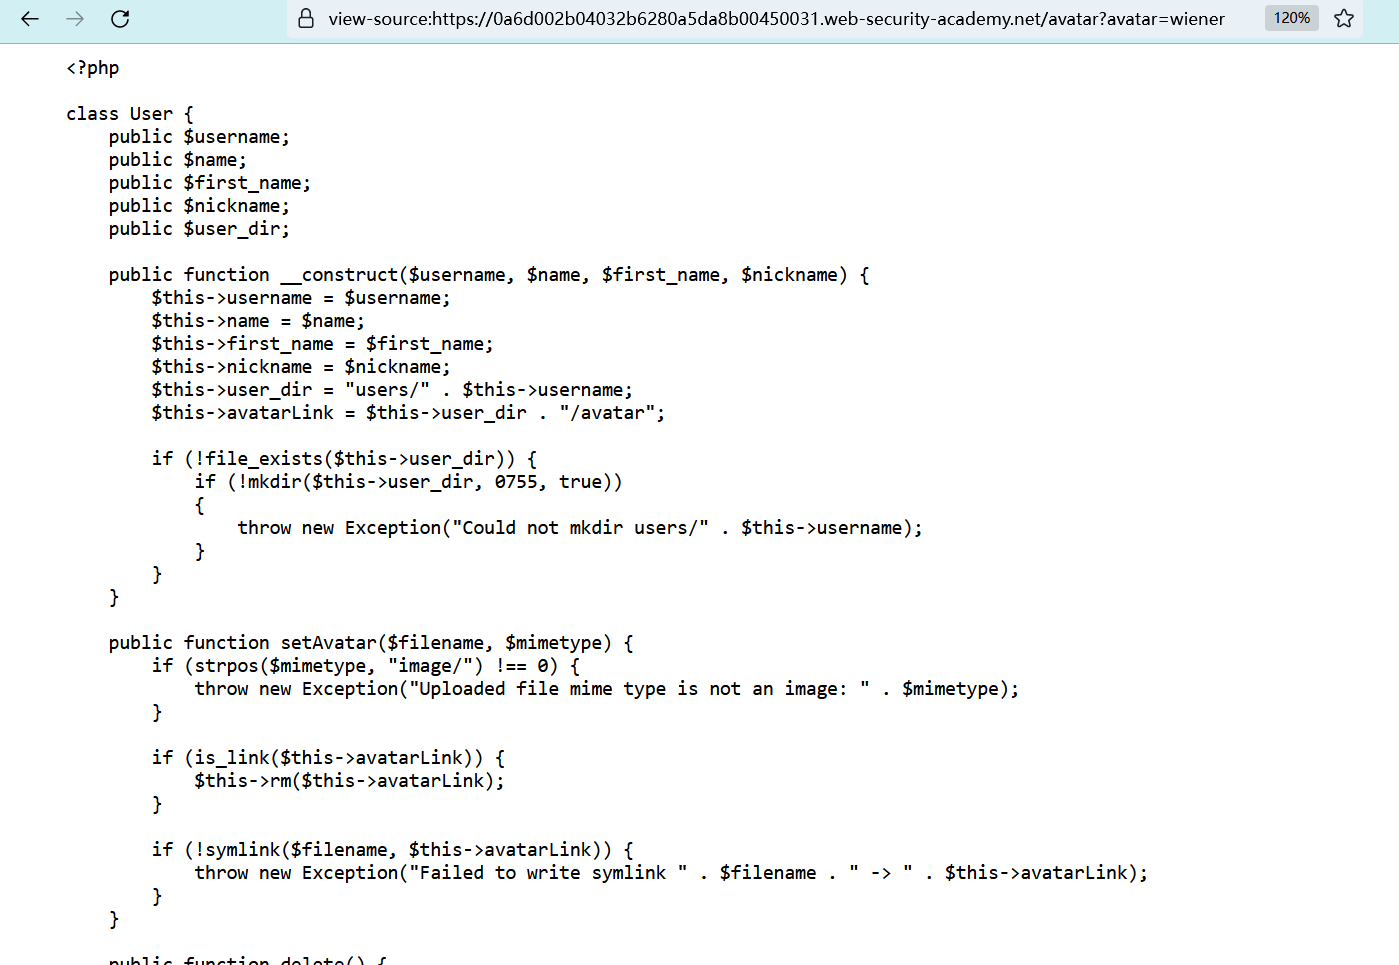 view-source:https://0a6d002b04032b6280a5da8b00450031.web-security-academy.net/avatar?avatar=wiener
120%
<?php
class User {
public $username;
public $name;
public $first_name;
public $nickname;
public $user_dir;
public function __construct($username, $name, $first_name, $nickname) {
$this->username = $username;
$this->name = $name;
$this->first_name = $first_name;
$this->nickname = $nickname;
$this->user_dir = "users/" . $this->username;
$this->avatarLink = $this->user_dir . "/avatar";
if (!file_exists($this->user_dir)) {
if (!mkdir($this->user_dir, 0755, true))
{
throw new Exception("Could not mkdir users/" . $this->username);
}
}
}
public function setAvatar($filename, $mimetype) {
if (strpos($mimetype, "image/") !== 0) {
throw new Exception("Uploaded file mime type is not an image: " . $mimetype);
}
if (is_link($this->avatarLink)) {
$this->rm($this->avatarLink);
}
if (!symlink($filename, $this->avatarLink)) {
throw new Exception("Failed to write symlink " . $filename . " -> " . $this->avatarLink);
}
}
public function delete() {